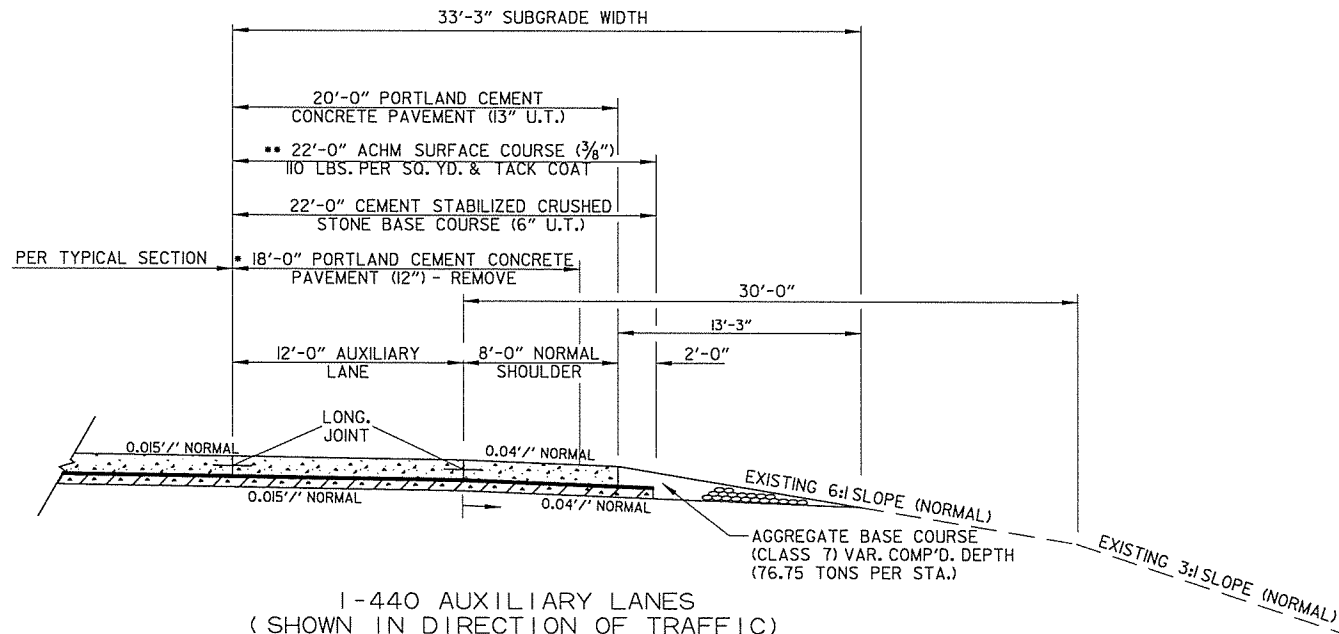 33'-3" SUBGRADE WIDTH
20'-0" PORTLAND CEMENT
CONCRETE PAVEMENT (13" U.T.)
** 22'-0" ACHM SURFACE COURSE (3/8")
110 LBS. PER SQ. YD. & TACK COAT
22'-0" CEMENT STABILIZED CRUSHED
STONE BASE COURSE (6" U.T.)
PER TYPICAL SECTION
* 18'-0" PORTLAND CEMENT CONCRETE
PAVEMENT (12") - REMOVE
30'-0"
13'-3"
12'-0" AUXILIARY
LANE
8'-0" NORMAL
SHOULDER
2'-0"
LONG.
JOINT
0.015'/' NORMAL
0.04'/' NORMAL
0.015'/' NORMAL
0.04'/' NORMAL
EXISTING 6:1 SLOPE (NORMAL)
EXISTING 3:1 SLOPE (NORMAL)
AGGREGATE BASE COURSE
(CLASS 7) VAR. COMP'D. DEPTH
(76.75 TONS PER STA.)
I-440 AUXILIARY LANES
(SHOWN IN DIRECTION OF TRAFFIC)